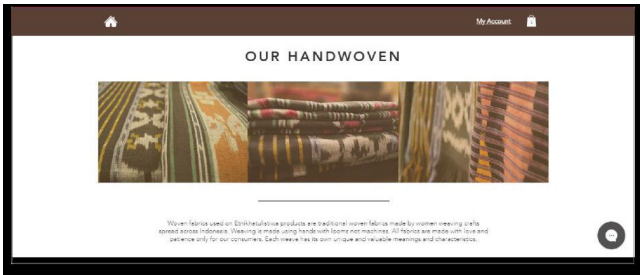 My Account
OUR HANDWOVEN
Woven fabrics used on Etnikhatulistiwa products are traditional woven fabrics made by women weaving crafts
spread across Indonesia. Weaving is made using hands with looms not machines. All fabrics are made with love and
patience only for our consumers. Each weave has its own unique and valuable meanings and characteristics.